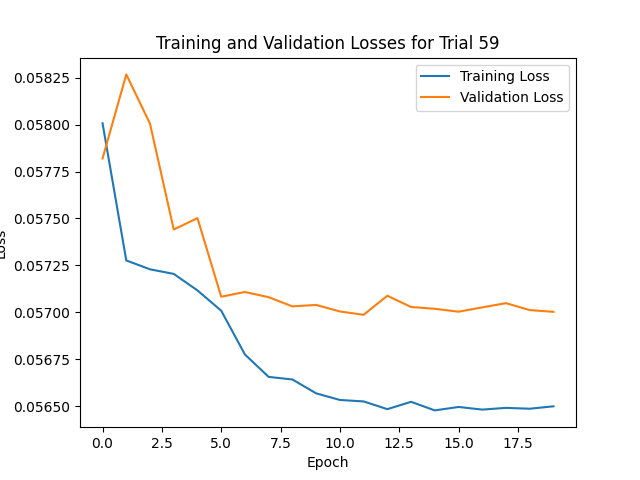 Training and Validation Losses for Trial 59
Training Loss
Validation Loss
0.05825
0.05800
0.05775
0.05750
0.05725
0.05700
0.05675
0.05650
Loss
0.0 2.5 5.0 7.5 10.0 12.5 15.0 17.5
Epoch